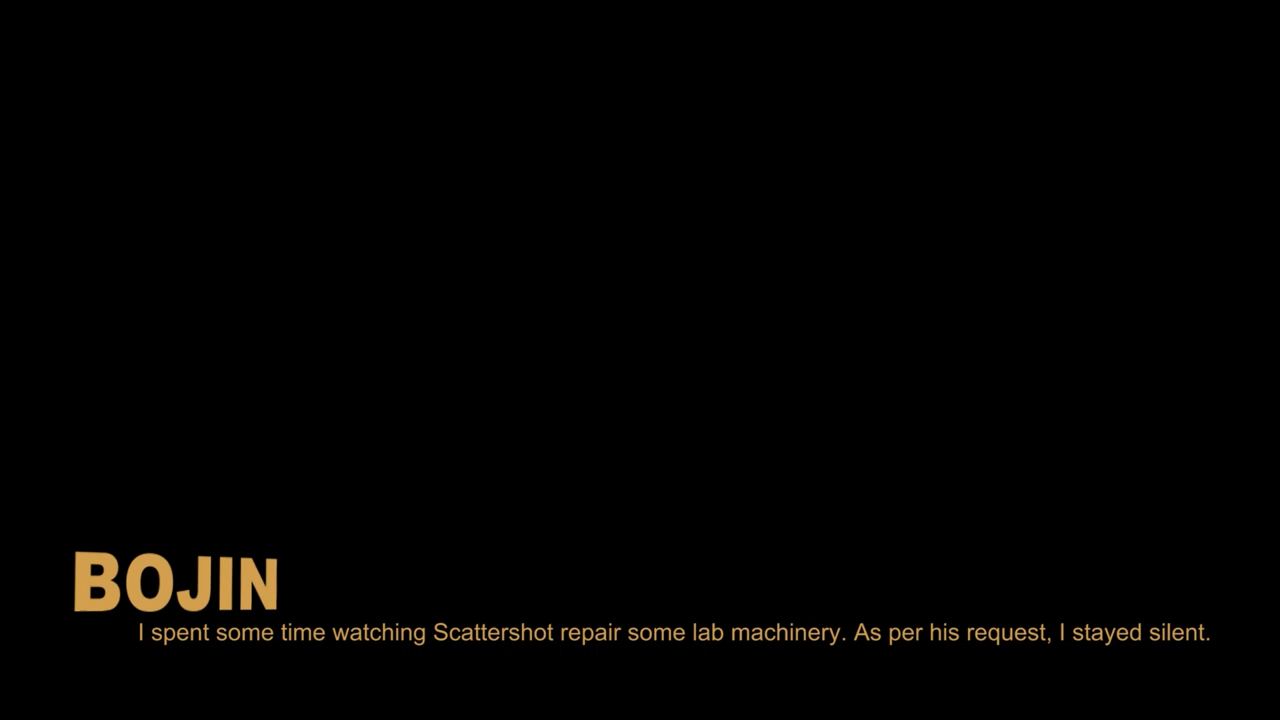 BOJIN
I spent some time watching Scattershot repair some lab machinery. As per his request, I stayed silent.